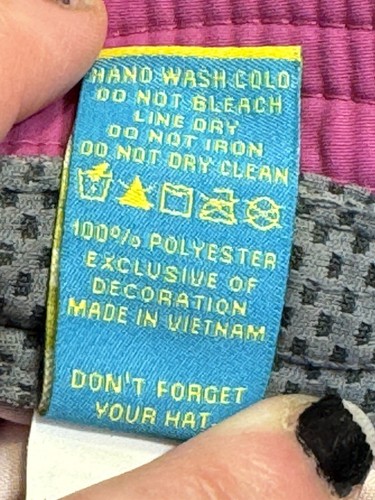 HAND WASH COLD
DO NOT BLEACH
LINE DRY
DO NOT IRON
DO NOT DRY CLEAN
100% POLYESTER
EXCLUSIVE OF
DECORATION
MADE IN VIETNAM
DON'T FORGET
YOUR HAT.